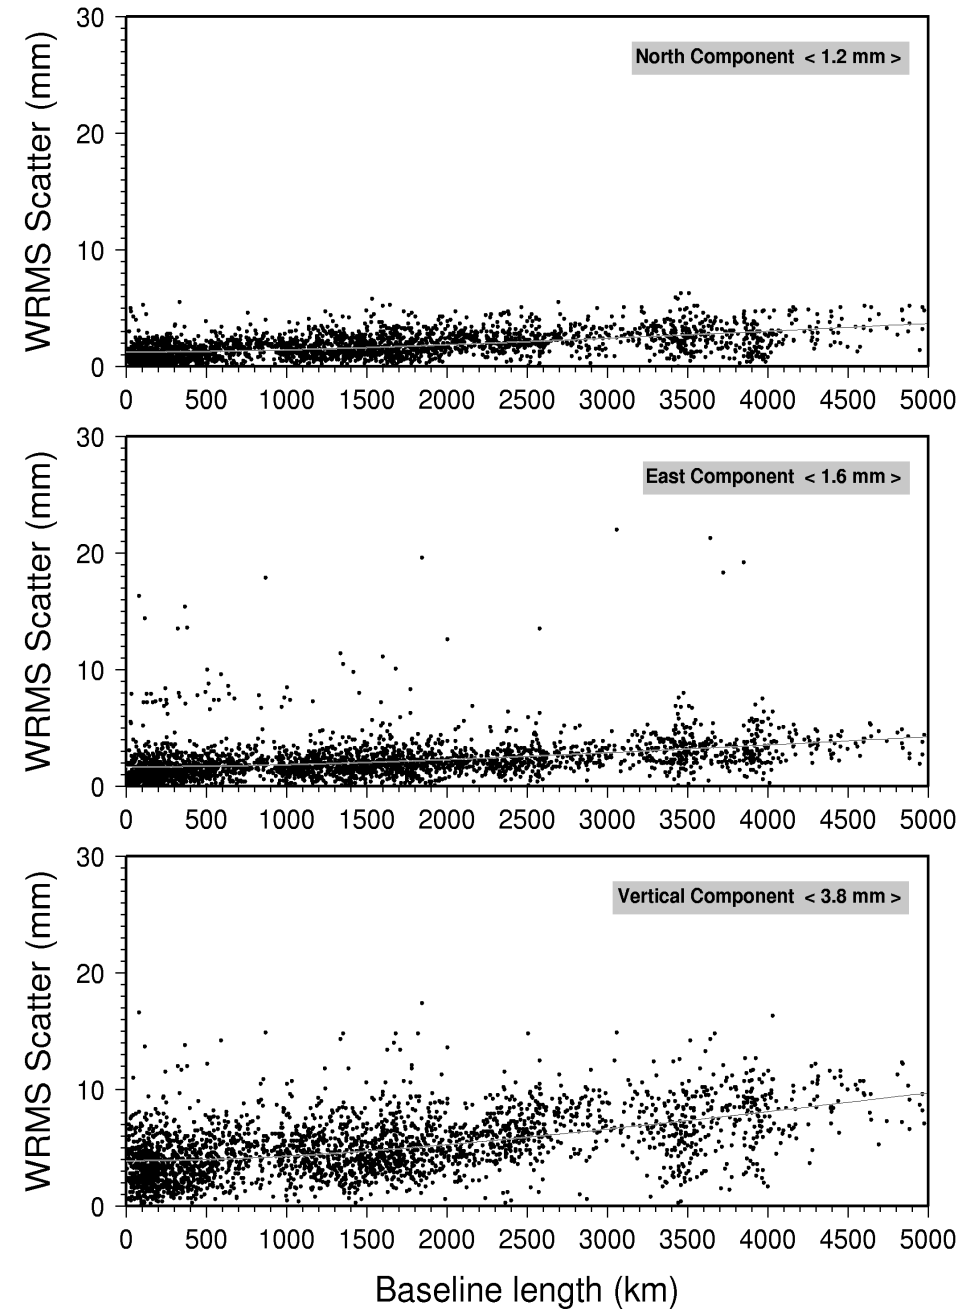 30
20
10
0
WRMS Scatter (mm)
North Component < 1.2 mm >
0 500 1000 1500 2000 2500 3000 3500 4000 4500 5000
30
20
10
0
WRMS Scatter (mm)
East Component < 1.6 mm >
0 500 1000 1500 2000 2500 3000 3500 4000 4500 5000
30
20
10
0
WRMS Scatter (mm)
Vertical Component < 3.8 mm >
0 500 1000 1500 2000 2500 3000 3500 4000 4500 5000
Baseline length (km)